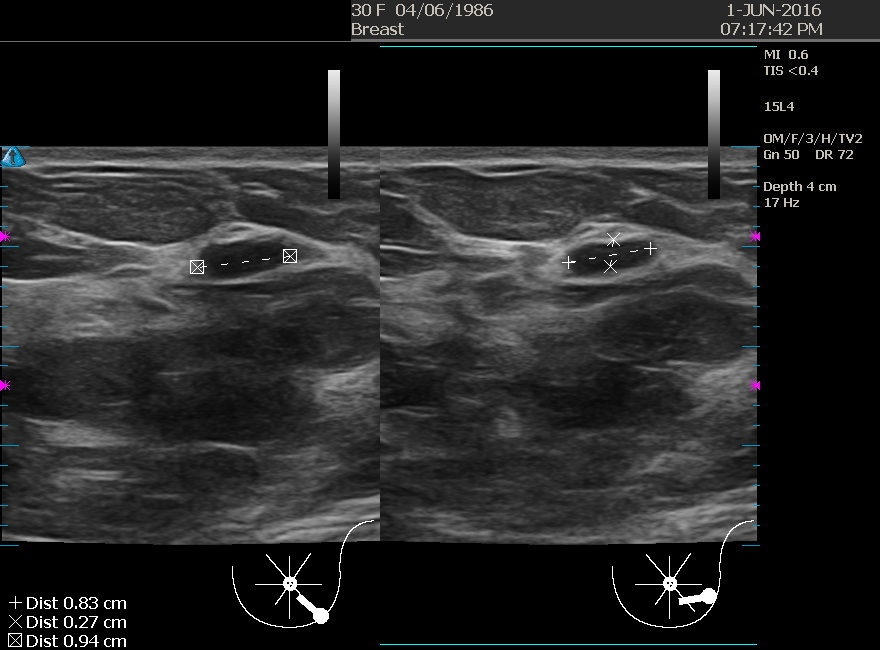 30 F 04/06/1986
1-JUN-2016
Breast
07:17:42 PM
MI 0.6
TIS <0.4
15L4
OM/F/3/H/TV2
Gn 50 DR 72
Depth 4 cm
17 Hz
Dist 0.83 cm
Dist 0.27 cm
Dist 0.94 cm